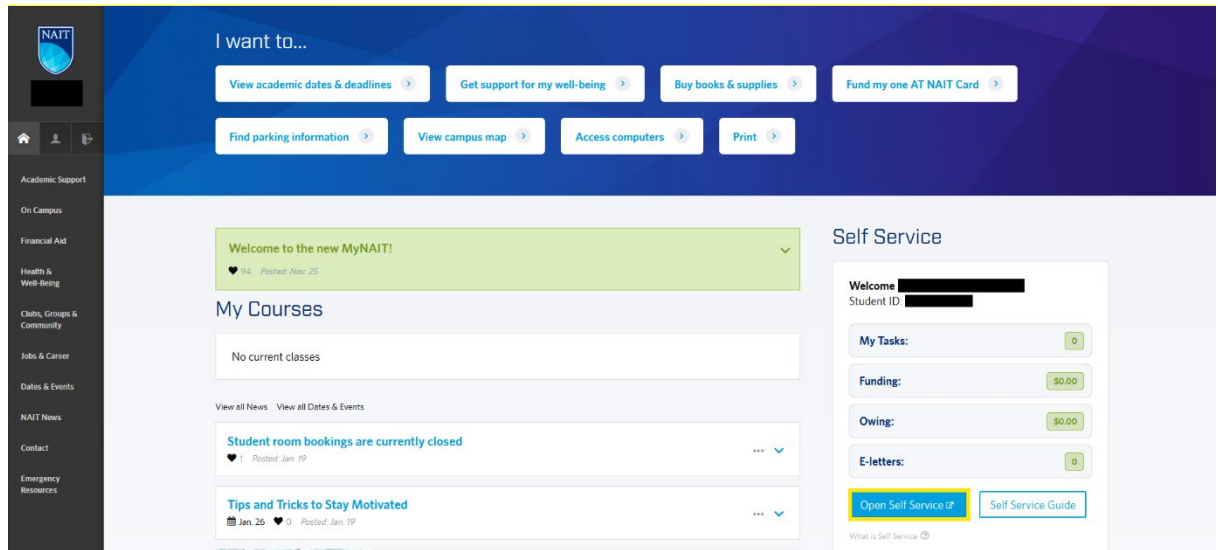 NAIT
Academic Support
On Campus
Financial Aid
Health &
Well-Being
Clubs, Groups &
Community
Jobs & Career
Dates & Events
NAIT News
Contact
Emergency
Resources
I want to...
View academic dates & deadlines
Get support for my well-being
Buy books & supplies
Fund my one AT NAIT Card
Find parking information
View campus map
Access computers
Print
Welcome to the new MyNAIT!
94 Posted: Nov. 25
My Courses
No current classes
View all News View all Dates & Events
Student room bookings are currently closed
1 Posted: Jan. 19
Tips and Tricks to Stay Motivated
Jan. 26 0 Posted: Jan. 19
Self Service
Welcome
Student ID:
My Tasks: 0
Funding: $0.00
Owing: $0.00
E-letters: 0
Open Self Service
Self Service Guide
What is Self Service